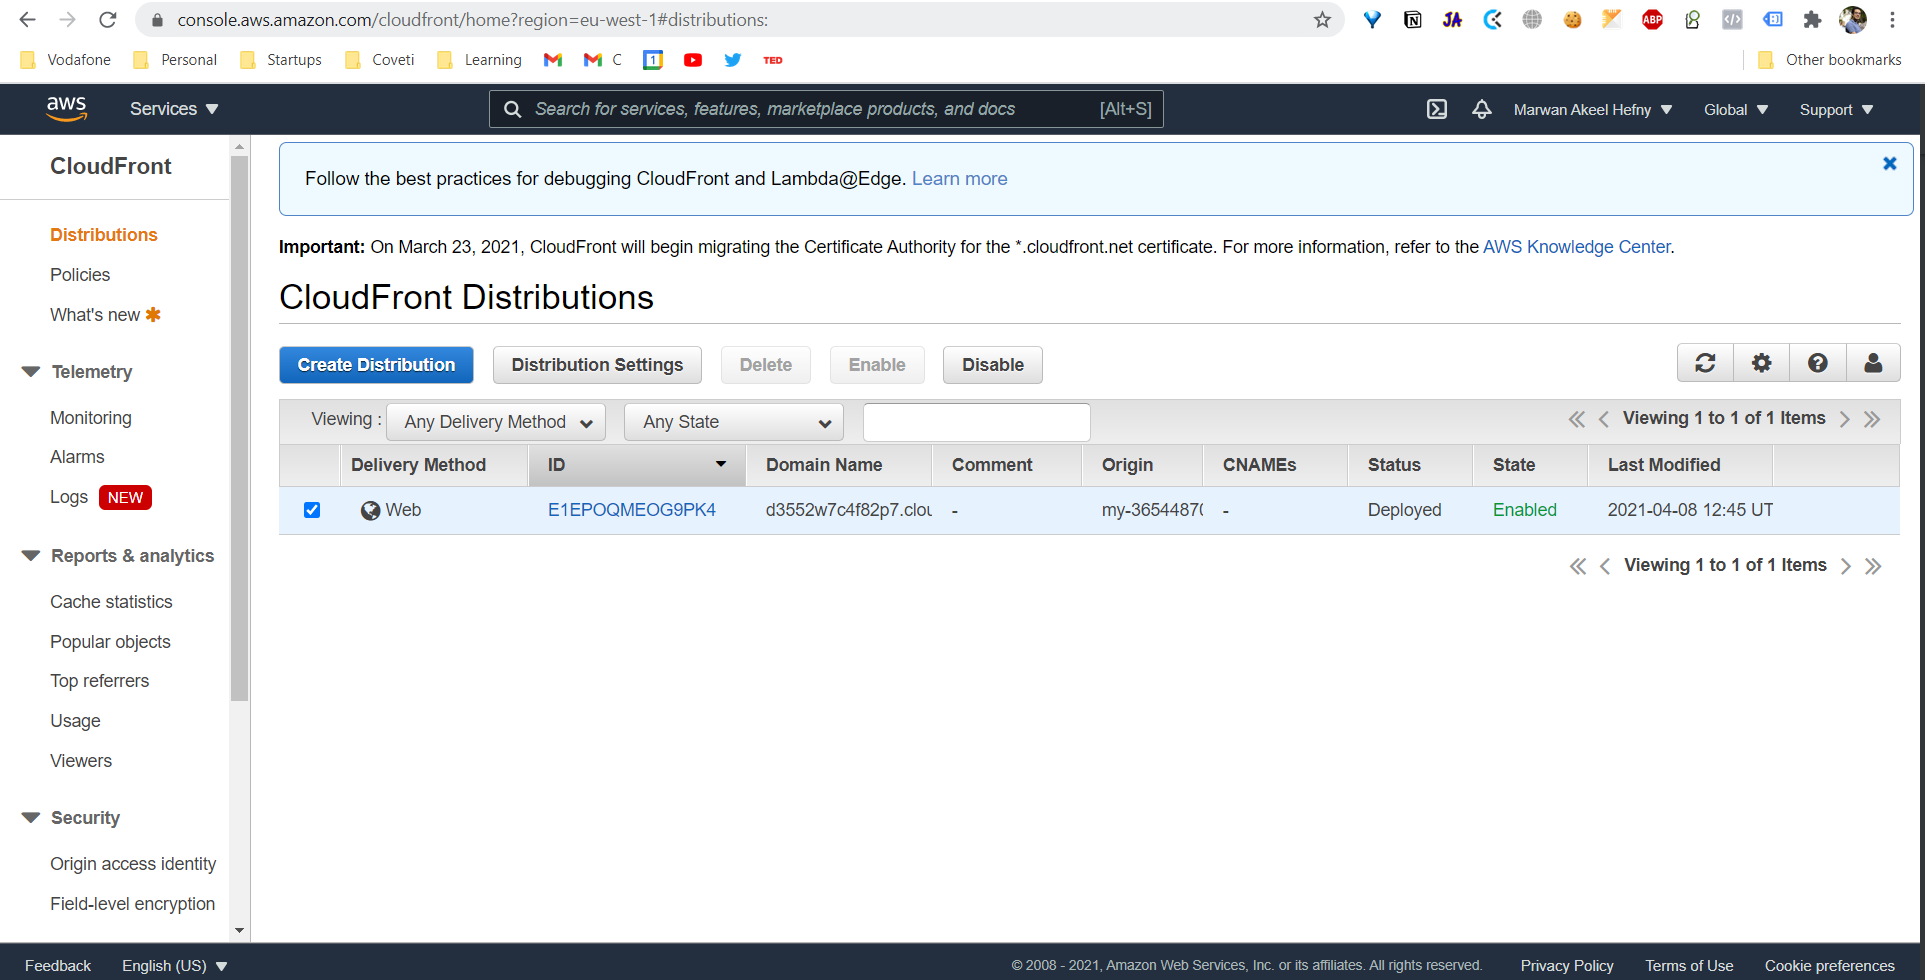 console.aws.amazon.com/cloudfront/home?region=eu-west-1#distributions:
Vodafone Personal Startups Coveti Learning C 1 TED Other bookmarks
aws Services Search for services, features, marketplace products, and docs [Alt+S] Marwan Akeel Hefny Global Support
CloudFront
Distributions
Policies
What's new
Telemetry
Monitoring
Alarms
Logs NEW
Reports & analytics
Cache statistics
Popular objects
Top referrers
Usage
Viewers
Security
Origin access identity
Field-level encryption
Follow the best practices for debugging CloudFront and Lambda@Edge. Learn more
Important: On March 23, 2021, CloudFront will begin migrating the Certificate Authority for the *.cloudfront.net certificate. For more information, refer to the AWS Knowledge Center.
CloudFront Distributions
Create Distribution Distribution Settings Delete Enable Disable
Viewing : Any Delivery Method Any State Viewing 1 to 1 of 1 Items
Delivery Method ID Domain Name Comment Origin CNAMEs Status State Last Modified
Web E1EPOQMEOG9PK4 d3552w7c4f82p7.clou - my-36544870 - Deployed Enabled 2021-04-08 12:45 UT
Viewing 1 to 1 of 1 Items
Feedback English (US) © 2008 - 2021, Amazon Web Services, Inc. or its affiliates. All rights reserved. Privacy Policy Terms of Use Cookie preferences